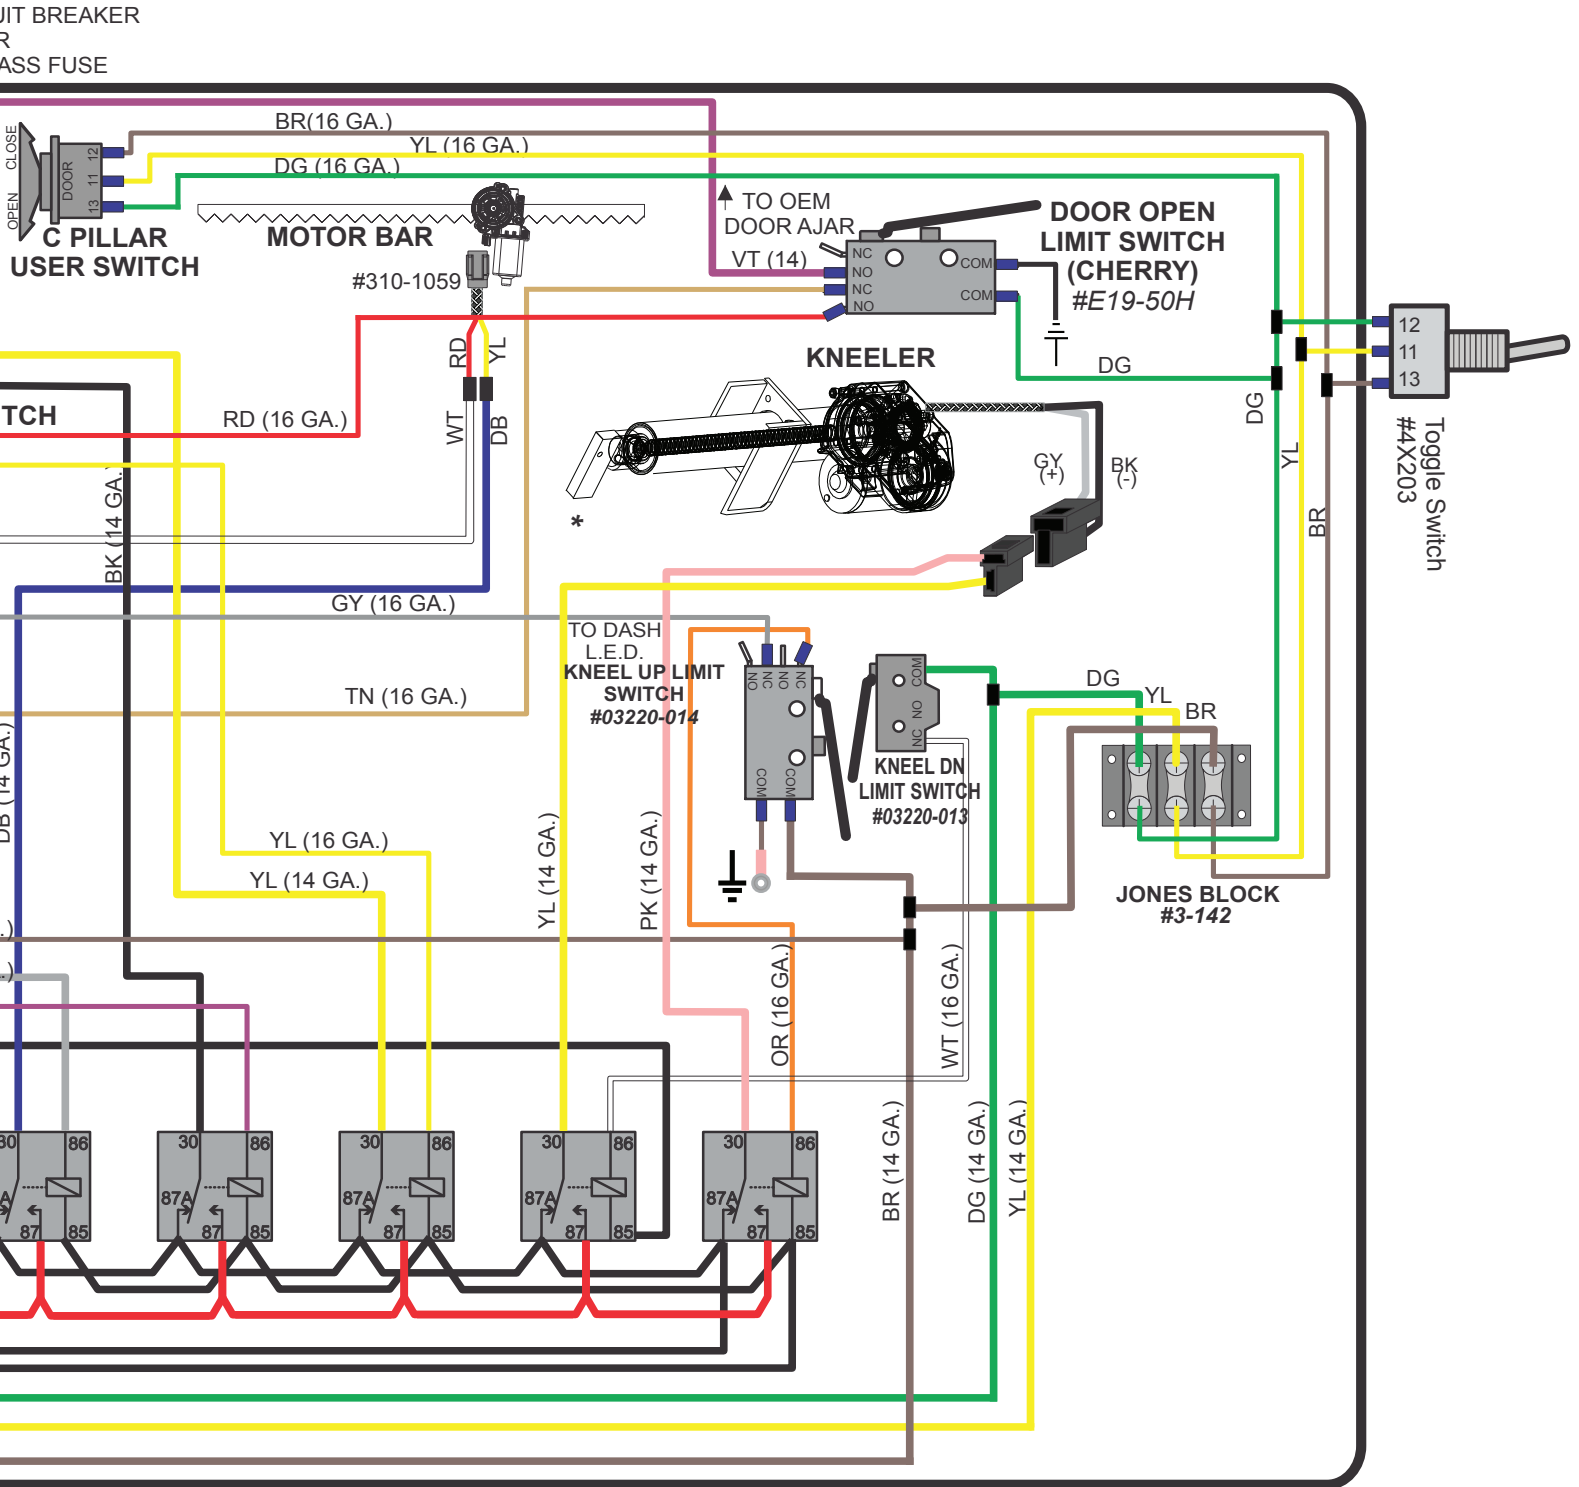 UIT BREAKER
R
ASS FUSE
CLOSE
OPEN
DOOR
12
11
13
C PILLAR
USER SWITCH
BR(16 GA.)
YL (16 GA.)
DG (16 GA.)
MOTOR BAR
#310-1059
TO OEM
DOOR AJAR
VT (14)
NC
NO
NC
NO
COM
COM
DOOR OPEN
LIMIT SWITCH
(CHERRY)
#E19-50H
12
11
13
Toggle Switch
#4X203
KNEELER
DG
DG
YL
BR
RD
YL
WT
DB
TCH
RD (16 GA.)
BK (14 GA.)
GY
(+)
BK
(-)
*
GY (16 GA.)
TO DASH
L.E.D.
KNEEL UP LIMIT
SWITCH
#03220-014
NO
NC
NO
NC
COM
COM
COM
NO
NC
KNEEL DN
LIMIT SWITCH
#03220-013
TN (16 GA.)
DG
YL
BR
JONES BLOCK
#3-142
DB (14 GA.)
YL (16 GA.)
YL (14 GA.)
YL (14 GA.)
PK (14 GA.)
.)
.)
OR (16 GA.)
WT (16 GA.)
BR (14 GA.)
DG (14 GA.)
YL (14 GA.)
30
86
A
87
85
30
86
87A
87
85
30
86
87A
87
85
30
86
87A
87
85
30
86
87A
87
85